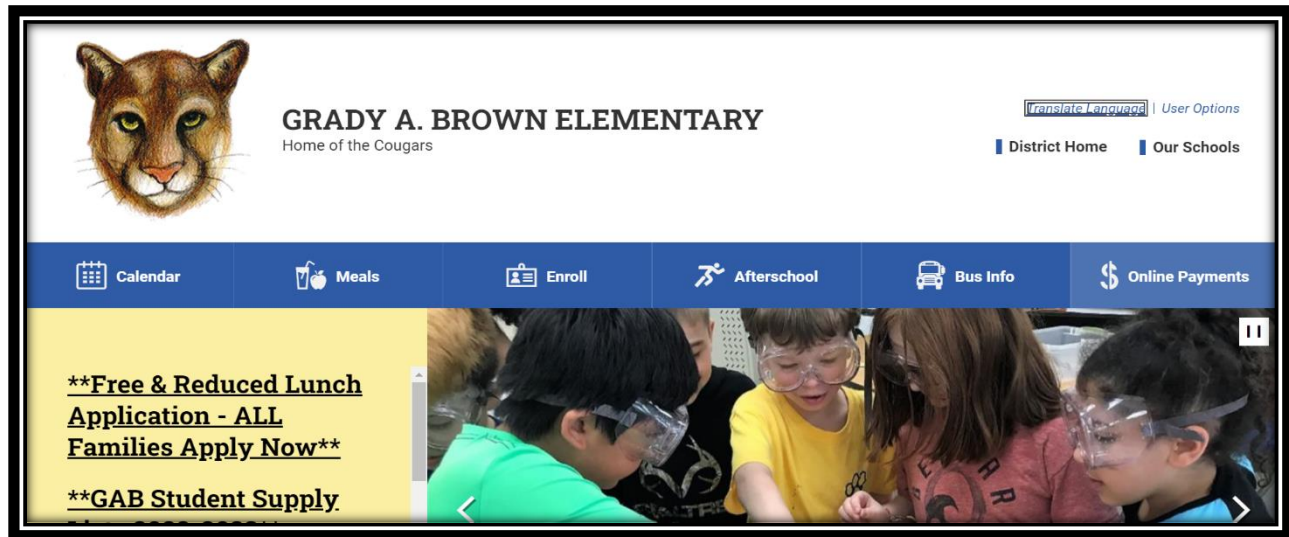 GRADY A. BROWN ELEMENTARY
Home of the Cougars
Translate Language | User Options
District Home
Our Schools
Calendar
Meals
Enroll
Afterschool
Bus Info
Online Payments
**Free & Reduced Lunch
Application - ALL
Families Apply Now**
**GAB Student Supply